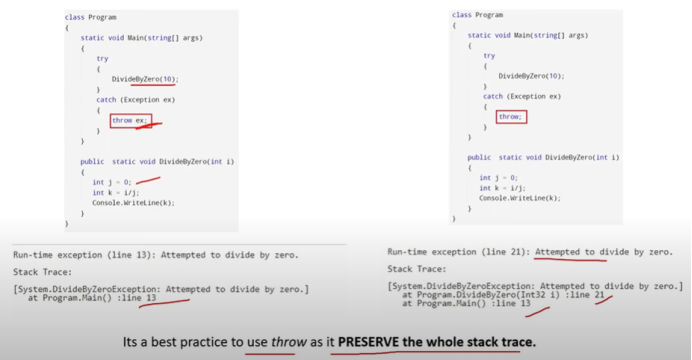 class Program
{
static void Main(string[] args)
{
try
{
DivideByZero(10);
}
catch (Exception ex)
{
throw ex;
}
}
public static void DivideByZero(int i)
{
int j = 0;
int k = i/j;
Console.WriteLine(k);
}
}
Run-time exception (line 13): Attempted to divide by zero.
Stack Trace:
[System.DivideByZeroException: Attempted to divide by zero.]
at Program.Main() :line 13
class Program
{
static void Main(string[] args)
{
try
{
DivideByZero(10);
}
catch (Exception ex)
{
throw;
}
}
public static void DivideByZero(int i)
{
int j = 0;
int k = i/j;
Console.WriteLine(k);
}
}
Run-time exception (line 21): Attempted to divide by zero.
Stack Trace:
[System.DivideByZeroException: Attempted to divide by zero.]
at Program.DivideByZero(Int32 i) :line 21
at Program.Main() :line 13
Its a best practice to use throw as it PRESERVE the whole stack trace.